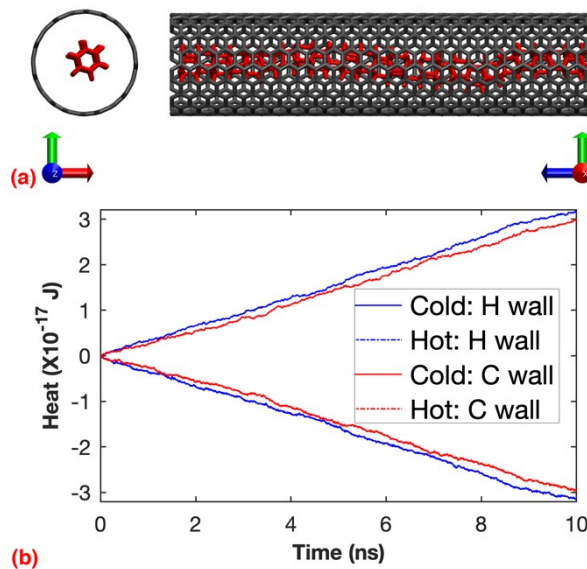 Z
X
(a)
3
2
1
0
-1
-2
-3
Heat (X10⁻¹⁷ J)
Cold: H wall
Hot: H wall
Cold: C wall
Hot: C wall
0 2 4 6 8 10
Time (ns)
(b)